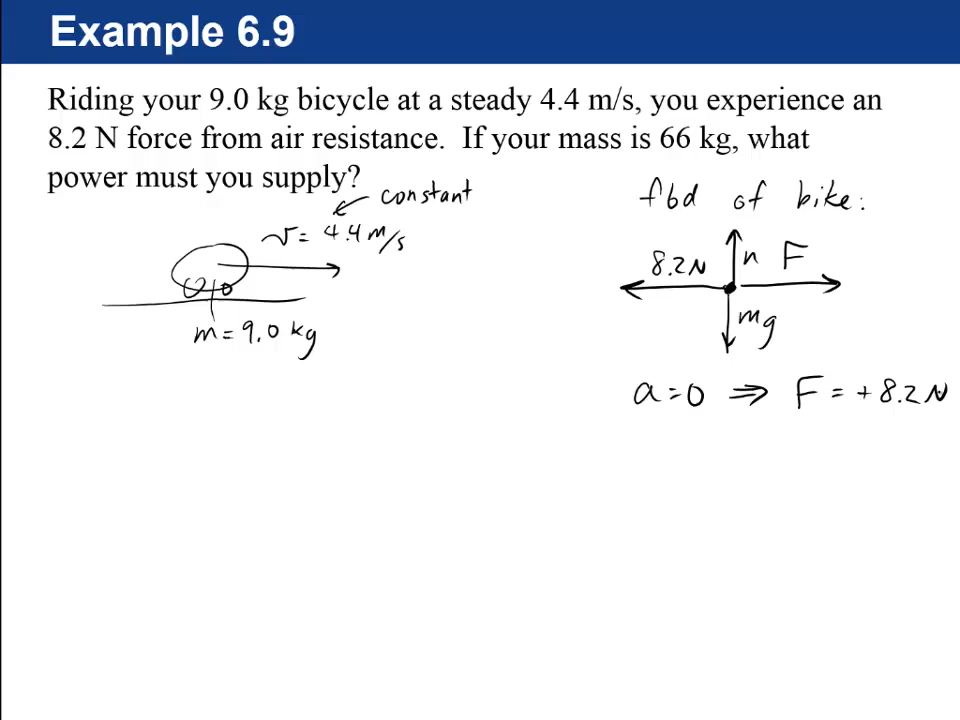 Example 6.9
Riding your 9.0 kg bicycle at a steady 4.4 m/s, you experience an
8.2 N force from air resistance.  If your mass is 66 kg, what
power must you supply?
constant
v = 4.4 m/s
m = 9.0 kg
fbd of bike:
8.2 N
n
F
mg
a = 0 ⇒ F = +8.2 N